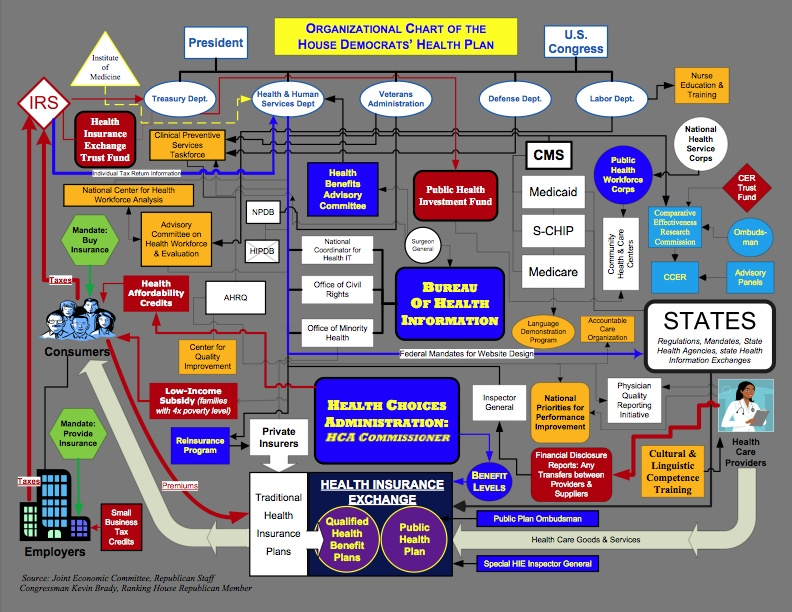 ORGANIZATIONAL CHART OF THE
HOUSE DEMOCRATS' HEALTH PLAN
President
U.S.
Congress
Institute
of
Medicine
IRS
Treasury Dept.
Health & Human
Services Dept
Veterans
Administration
Defense Dept.
Labor Dept.
Nurse
Education &
Training
Health
Insurance
Exchange
Trust Fund
Clinical Preventive
Services
Taskforce
National
Health
Service
Corps
CMS
Public
Health
Workforce
Corps
CER
Trust
Fund
Individual Tax Return Information
Health
Benefits
Advisory
Committee
Public Health
Investment Fund
Medicaid
S-CHIP
Medicare
National Center for Health
Workforce Analysis
NPDB
HIPDB
Advisory
Committee on
Health Workforce
& Evaluation
Mandate:
Buy
Insurance
Surgeon
General
Community
Health & Care
Centers
Comparative
Effectiveness
Research
Commission
Ombuds-
man
CCER
Advisory
Panels
National
Coordinator for
Health IT
Office of Civil
Rights
Office of Minority
Health
BUREAU
OF HEALTH
INFORMATION
Taxes
Health
Affordability
Credits
AHRQ
Language
Demonstration
Program
Accountable
Care
Organization
STATES
Regulations, Mandates, State
Health Agencies, state Health
Information Exchanges
Consumers
Center for
Quality
Improvement
Federal Mandates for Website Design
Low-Income
Subsidy (families
with 4x poverty level)
HEALTH CHOICES
ADMINISTRATION:
HCA COMMISSIONER
Inspector
General
National
Priorities for
Performance
Improvement
Physician
Quality
Reporting
Initiative
Health
Care
Providers
Mandate:
Provide
Insurance
Reinsurance
Program
Private
Insurers
Financial Disclosure
Reports: Any
Transfers between
Providers &
Suppliers
Cultural &
Linguistic
Competence
Training
Taxes
Premiums
Traditional
Health
Insurance
Plans
HEALTH INSURANCE
EXCHANGE
Qualified
Health
Benefit
Plans
Public
Health
Plan
BENEFIT
LEVELS
Small
Business
Tax
Credits
Public Plan Ombudsman
Health Care Goods & Services
Employers
Special HIE Inspector General
Source: Joint Economic Committee, Republican Staff
Congressman Kevin Brady, Ranking House Republican Member